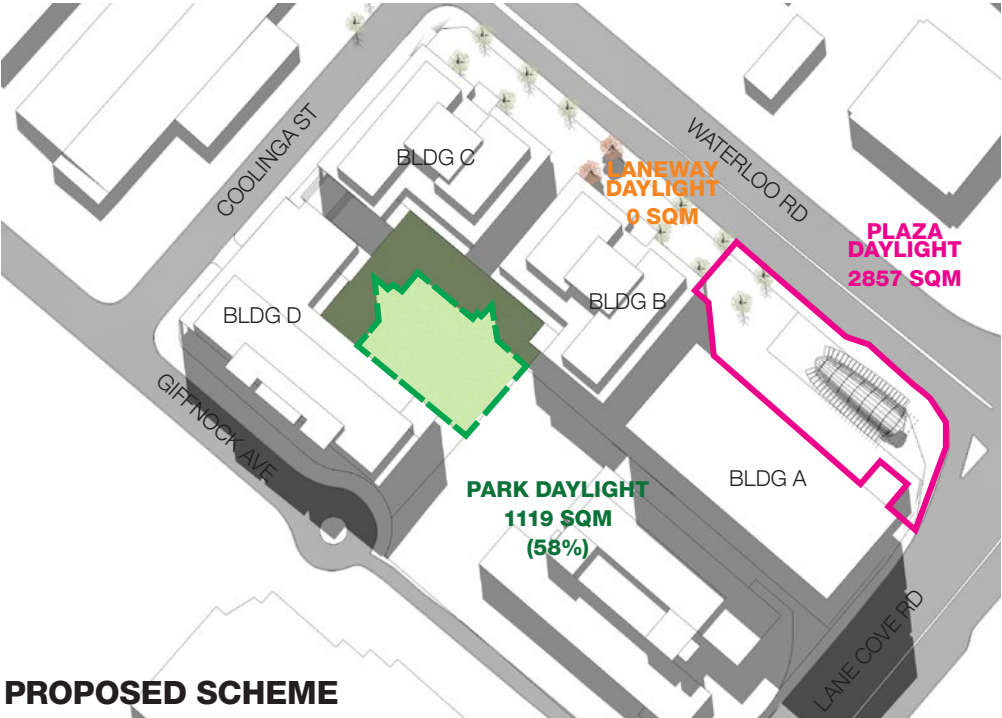 COOLINGA ST
BLDG C
WATERLOO RD
LANEWAY
DAYLIGHT
0 SQM
PLAZA
DAYLIGHT
2857 SQM
BLDG D
BLDG B
GIFFNOCK AVE
BLDG A
PARK DAYLIGHT
1119 SQM
(58%)
LANE COVE RD
PROPOSED SCHEME